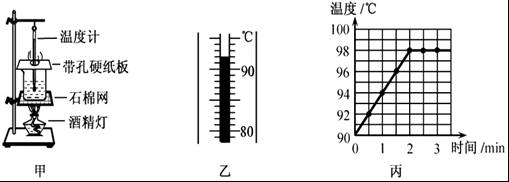 温度计
带孔硬纸板
石棉网
酒精灯
甲
℃
90
80
乙
温度/℃
100
98
96
94
92
90
0 1 2 3 4 时间/min
丙